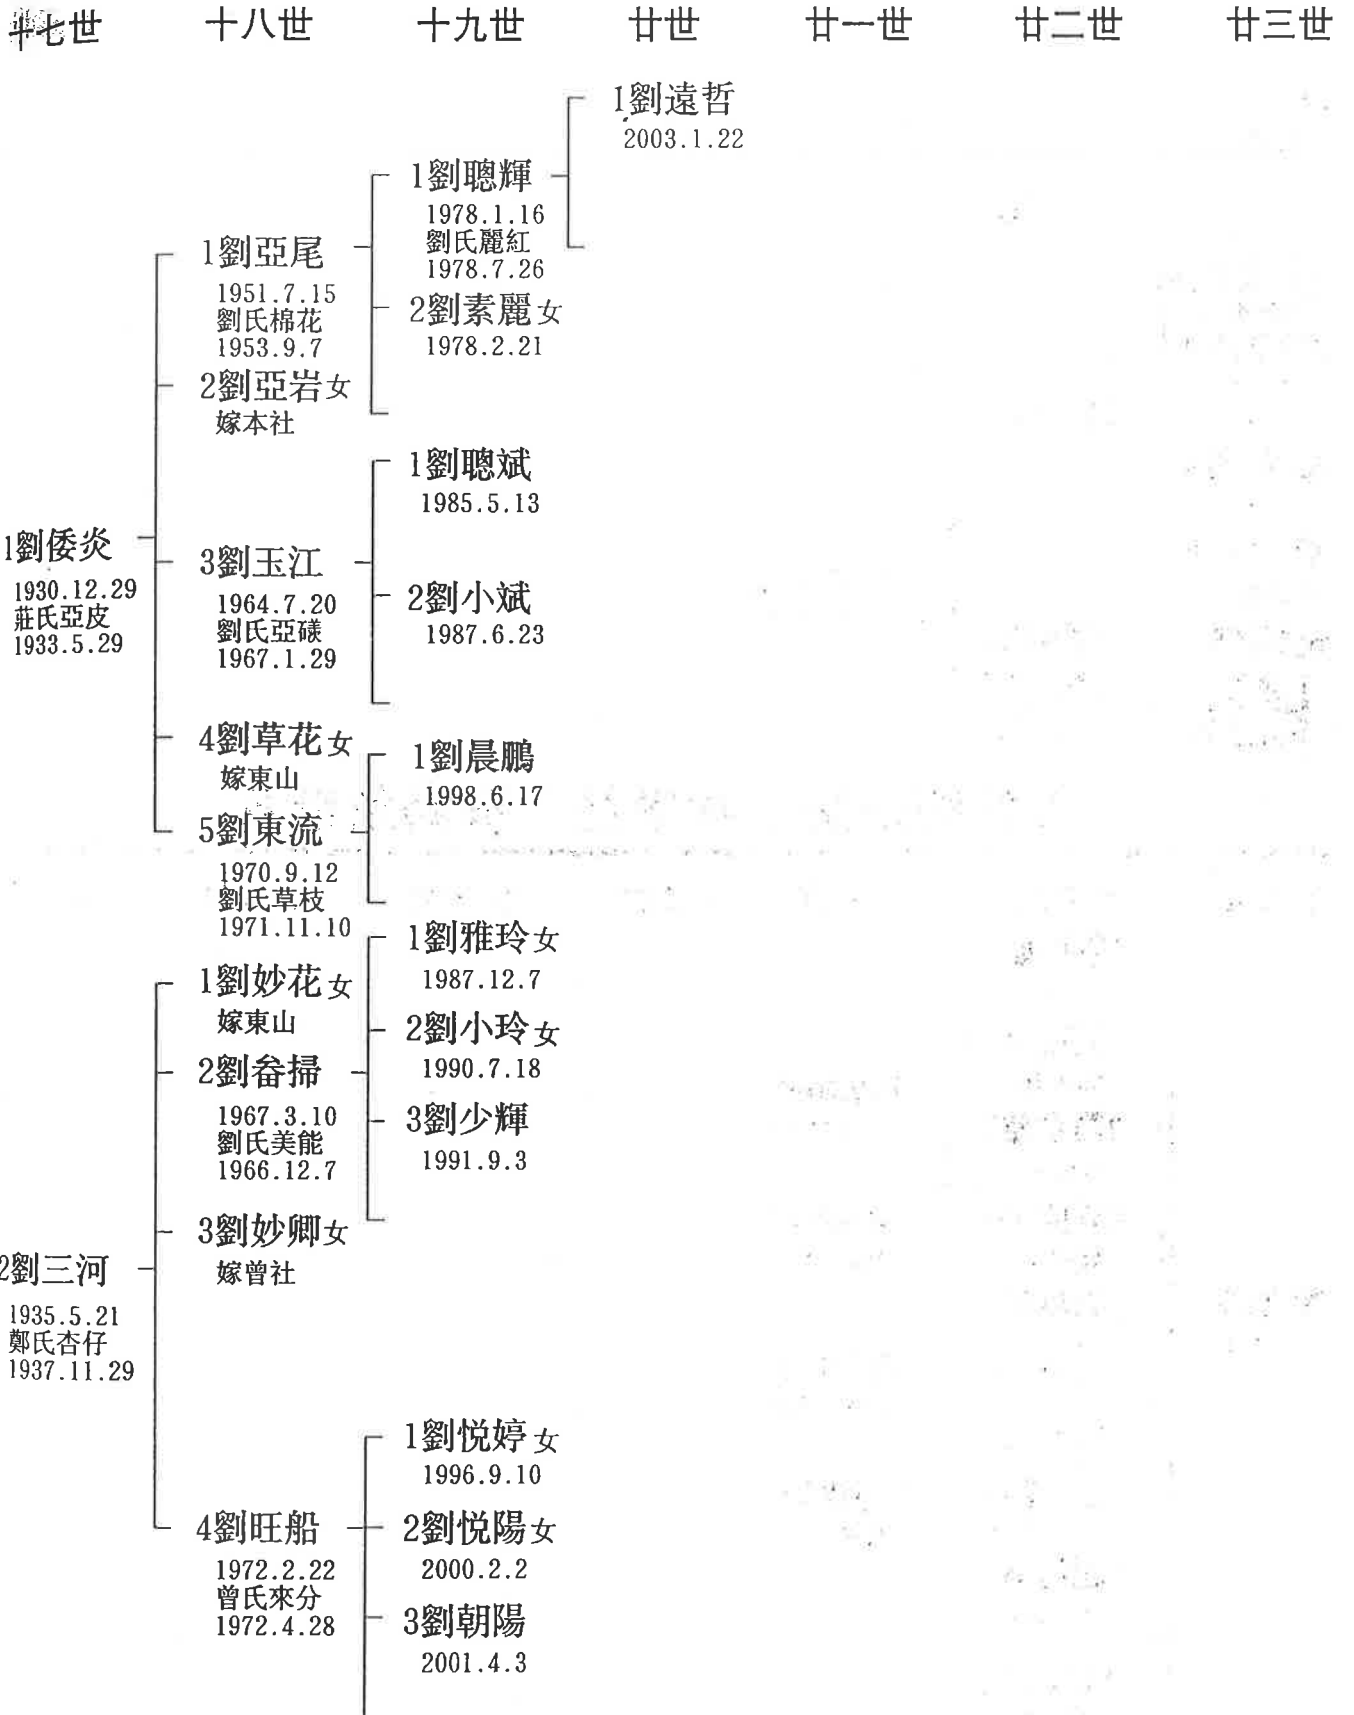 十七世 十八世 十九世 廿世 廿一世 廿二世 廿三世
1劉遠哲
2003.1.22
1劉聰輝
1978.1.16
劉氏麗紅
1978.7.26
1劉亞尾
1951.7.15
劉氏棉花
1953.9.7
2劉素麗女
1978.2.21
2劉亞岩女
嫁本社
1劉聰斌
1985.5.13
1劉倭炎
1930.12.29
莊氏亞皮
1933.5.29
3劉玉江
1964.7.20
劉氏亞礒
1967.1.29
2劉小斌
1987.6.23
4劉草花女
嫁東山
1劉晨鵬
1998.6.17
5劉東流
1970.9.12
劉氏草枝
1971.11.10
1劉雅玲女
1987.12.7
1劉妙花女
嫁東山
2劉小玲女
1990.7.18
2劉畚掃
1967.3.10
劉氏美能
1966.12.7
3劉少輝
1991.9.3
3劉妙卿女
嫁曾社
2劉三河
1935.5.21
鄭氏杏仔
1937.11.29
1劉悦婷女
1996.9.10
4劉旺船
1972.2.22
曾氏來分
1972.4.28
2劉悦陽女
2000.2.2
3劉朝陽
2001.4.3